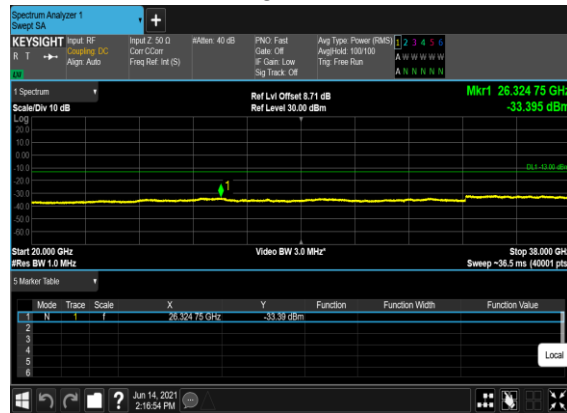 Spectrum Analyzer 1
Swept SA
KEYSIGHT Input: RF Input Z: 50 Ω #Atten: 40 dB PNO: Fast Avg Type: Power (RMS) 1 2 3 4 5 6
R T Coupling: DC Corr CCorr Gate: Off Avg|Hold: 100/100 A W W W W W
Align: Auto Freq Ref: Int (S) IF Gain: Low Trig: Free Run
Sig Track: Off A N N N N N
LXI
1 Spectrum Ref Lvl Offset 8.71 dB Mkr1 26.324 75 GHz
Scale/Div 10 dB Ref Level 30.00 dBm -33.395 dBm
Log
20.0
10.0
0.00
-10.0 DL1 -13.00 dBm
-20.0
1
-30.0
-40.0
-50.0
-60.0
Start 20.000 GHz Video BW 3.0 MHz* Stop 38.000 GHz
#Res BW 1.0 MHz Sweep ~36.5 ms (40001 pts)
5 Marker Table
Mode Trace Scale X Y Function Function Width Function Value
1 N 1 f 26.324 75 GHz -33.39 dBm
2
3
4
5
6
Local
? Jun 14, 2021
2:16:54 PM